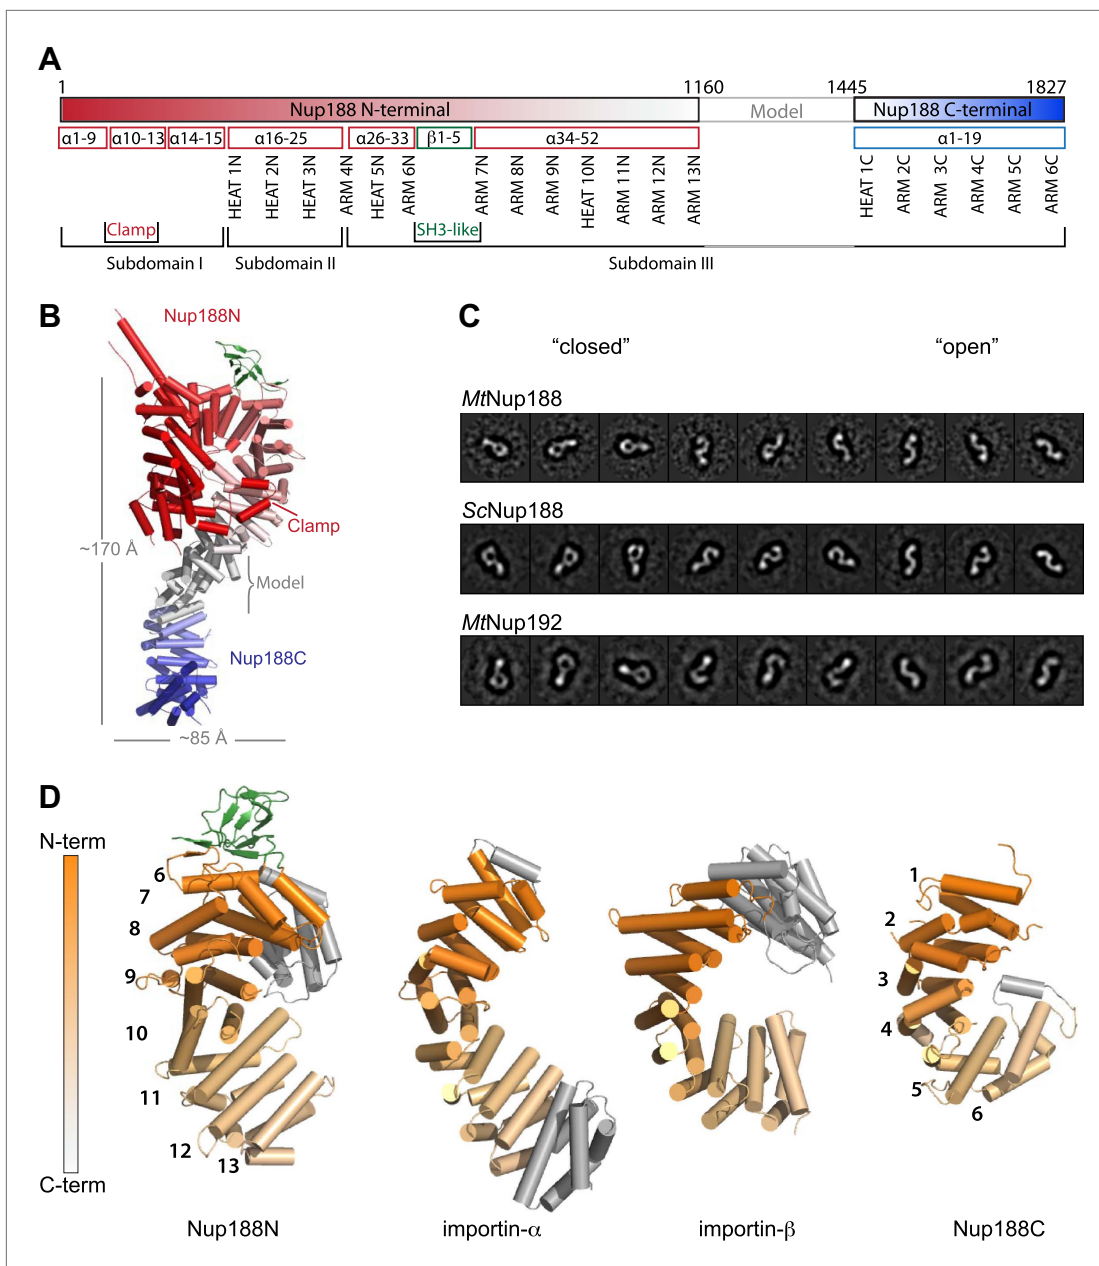 A
1 1160 1445 1827
Nup188 N-terminal Model Nup188 C-terminal
α1-9 α10-13 α14-15 α16-25 α26-33 β1-5 α34-52 α1-19
HEAT 1N
HEAT 2N
HEAT 3N
ARM 4N
HEAT 5N
ARM 6N
ARM 7N
ARM 8N
ARM 9N
HEAT 10N
ARM 11N
ARM 12N
ARM 13N
HEAT 1C
ARM 2C
ARM 3C
ARM 4C
ARM 5C
ARM 6C
Clamp SH3-like
Subdomain I Subdomain II Subdomain III
B
Nup188N
Clamp
~170 Å
Model
Nup188C
~85 Å
C
“closed” “open”
MtNup188
ScNup188
MtNup192
D
N-term
C-term
6
7
8
9
10
11
12
13
1
2
3
4
5
6
Nup188N importin-α importin-β Nup188C